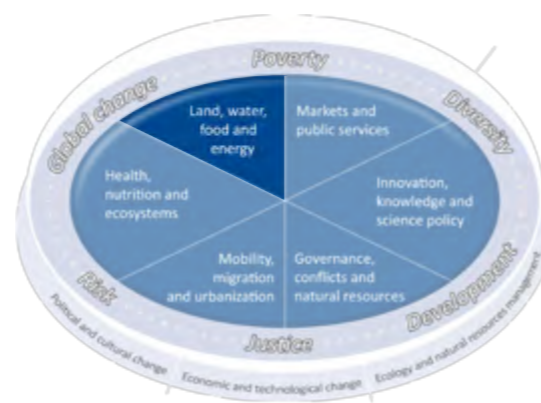 Poverty
Global change
Diversity
Land, water,
food and
energy
Markets and
public services
Health,
nutrition and
ecosystems
Innovation,
knowledge and
science policy
Mobility,
migration
and urbanization
Governance,
conflicts and
natural resources
Risk
Justice
Development
Political and cultural change
Economic and technological change
Ecology and natural resources management